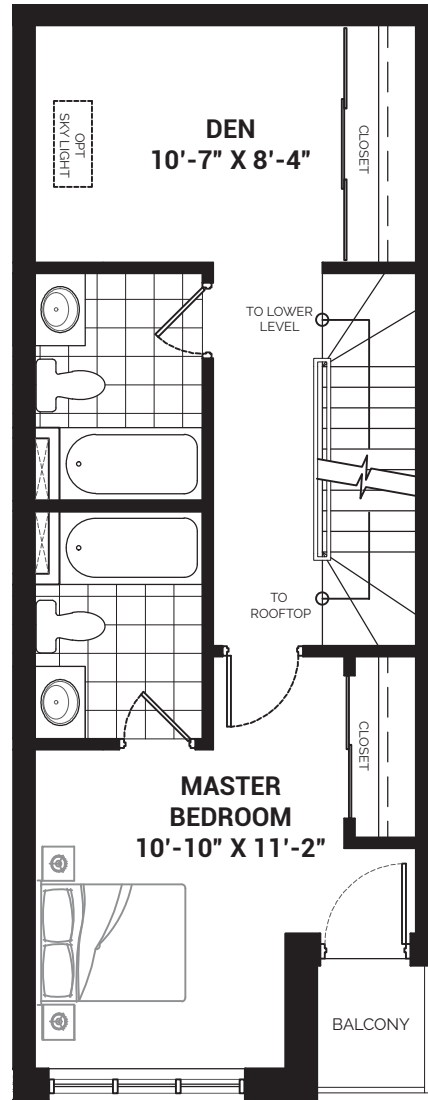 DEN
10'-7" X 8'-4"
OPT
SKY LIGHT
CLOSET
TO LOWER
LEVEL
TO
ROOFTOP
CLOSET
MASTER
BEDROOM
10'-10" X 11'-2"
BALCONY